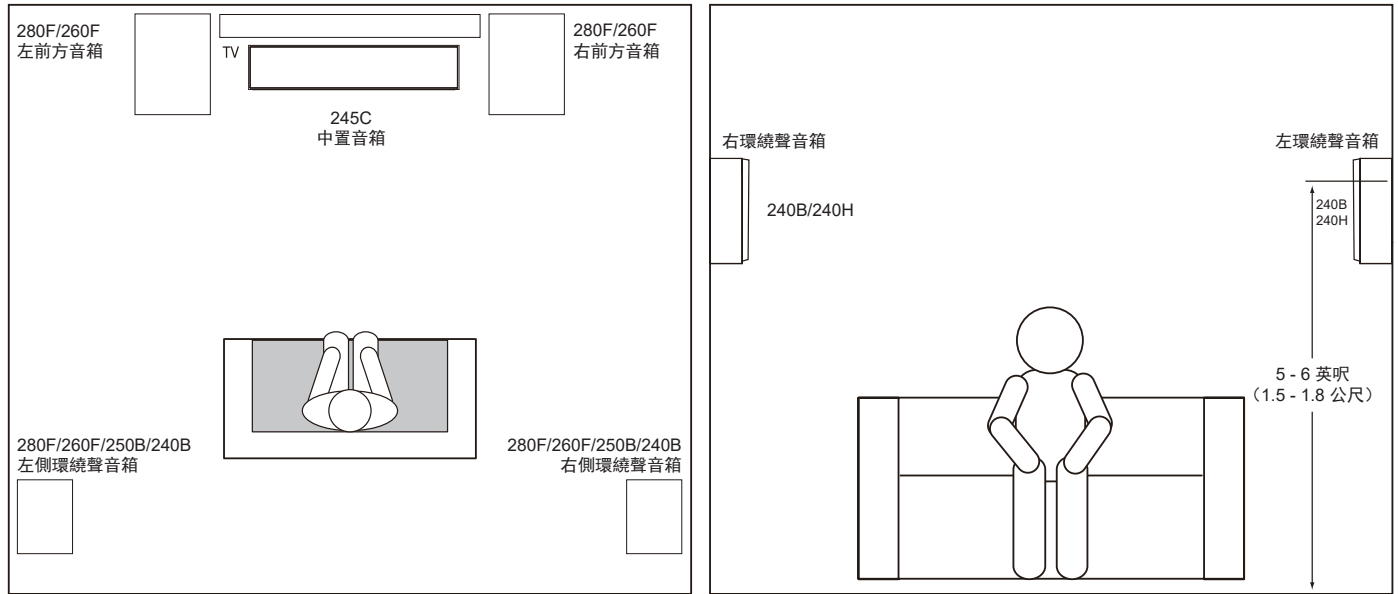 280F/260F
左前方音箱
TV
280F/260F
右前方音箱
245C
中置音箱
280F/260F/250B/240B
左側環繞聲音箱
280F/260F/250B/240B
右側環繞聲音箱
右環繞聲音箱
240B/240H
左環繞聲音箱
240B
240H
5 - 6 英呎
（1.5 - 1.8 公尺）